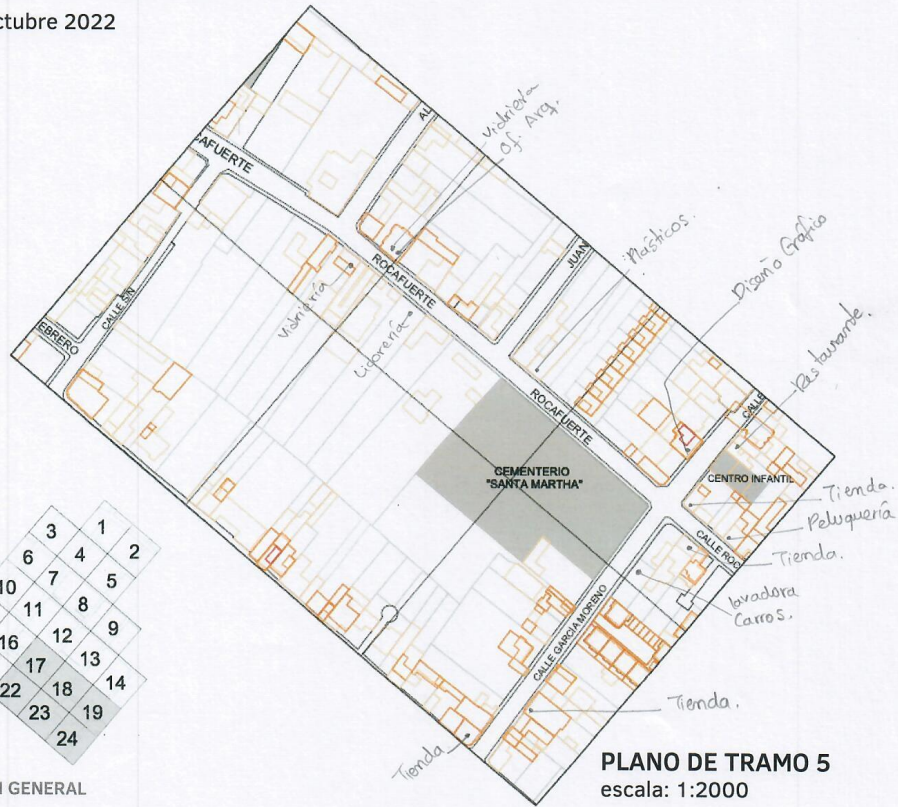 ctubre 2022
Vidriería
Of. Arq.
AL
CAFUERTE
Plásticos.
JUAN
Diseño Gráfico
ROCAFUERTE
Vidriería
Licorería
Restaurante.
CALLE S/N
EBRERO
ROCAFUERTE
CALLE
CEMENTERIO
"SANTA MARTHA"
CENTRO INFANTIL
Tienda.
Peluquería
CALLE ROC
Tienda.
lavadora
Carros.
CALLE GARCIA MORENO
Tienda.
Tienda
3 1
6 4 2
10 7 5
11 8
16 12 9
17 13
22 18 14
23 19
24
N GENERAL
PLANO DE TRAMO 5
escala: 1:2000